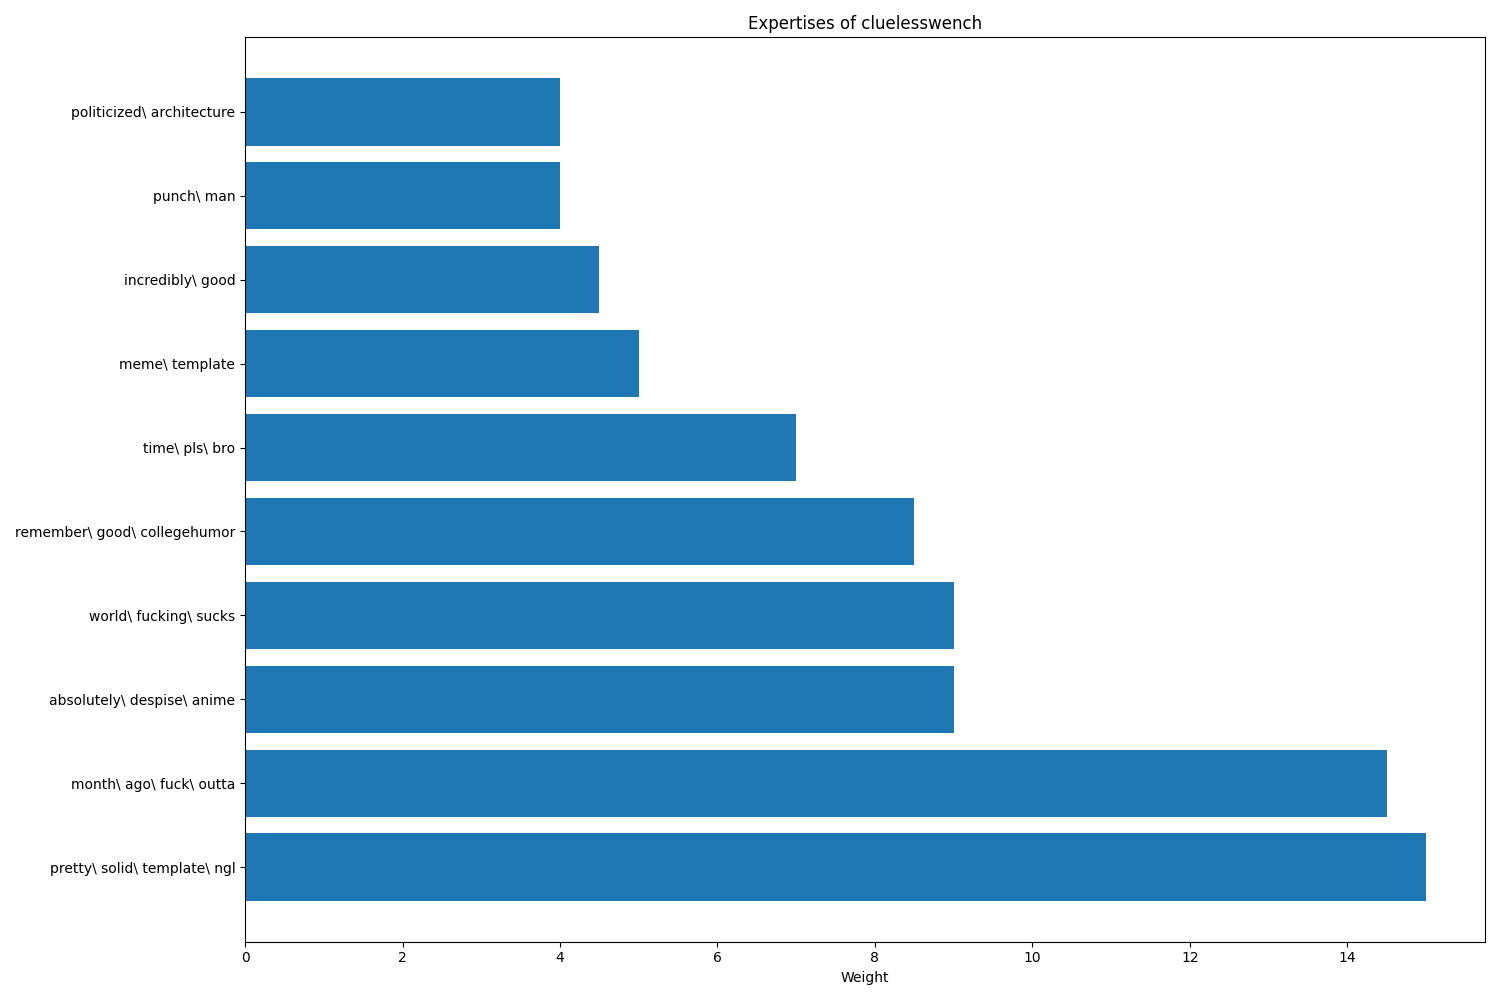 Expertises of cluelesswench
politicized\ architecture
punch\ man
incredibly\ good
meme\ template
time\ pls\ bro
remember\ good\ collegehumor
world\ fucking\ sucks
absolutely\ despise\ anime
month\ ago\ fuck\ outta
pretty\ solid\ template\ ngl
0 2 4 6 8 10 12 14
Weight